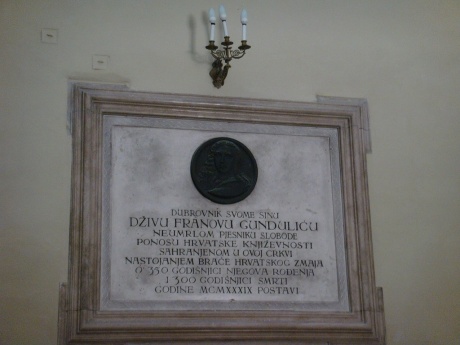 DUBROVNIK SVOME SINU
DŽIVU FRANOVU GUNDULIĆU
NEUMRLOM PJESNIKU SLOBODE
PONOSU HRVATSKE KNJIŽEVNOSTI
SAHRANJENOM U OVOJ CRKVI
NASTOJANJEM BRAĆE HRVATSKOG ZMAJA
O 350 GODIŠNJICI NJEGOVA ROĐENJA
I 300 GODIŠNJICI SMRTI
GODINE MCMXXXIX POSTAVI